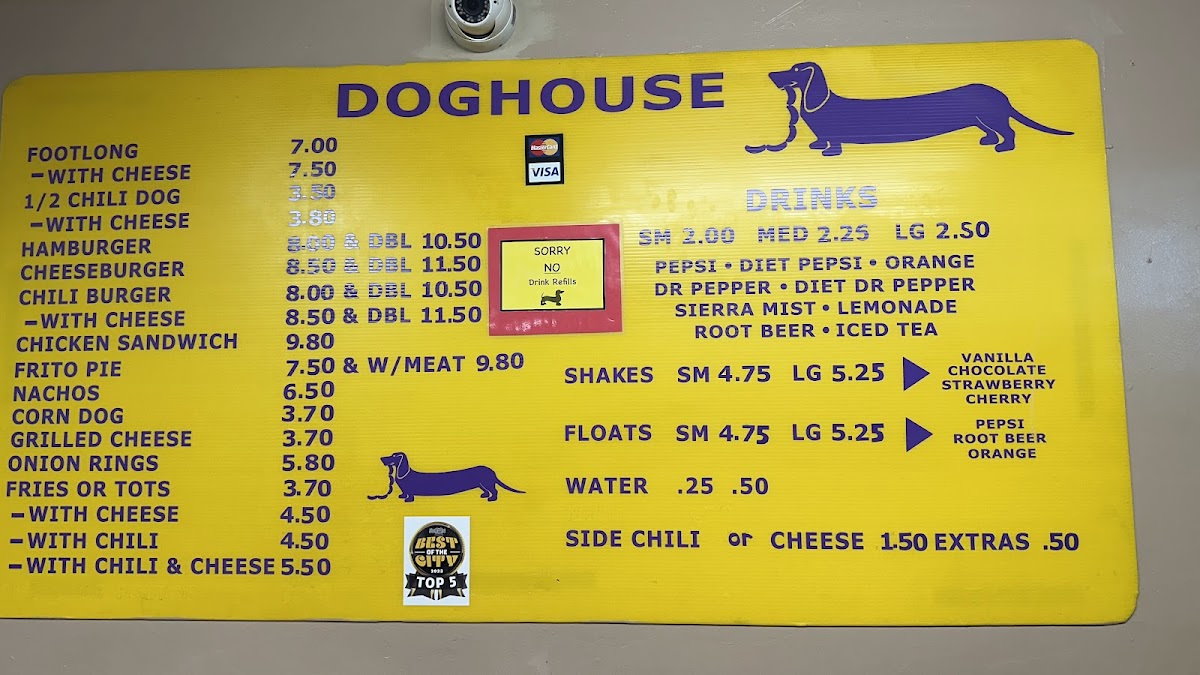 DOGHOUSE
FOOTLONG 7.00
-WITH CHEESE 7.50
1/2 CHILI DOG 3.50
-WITH CHEESE 3.80
HAMBURGER 8.00 & DBL 10.50
CHEESEBURGER 8.50 & DBL 11.50
CHILI BURGER 8.00 & DBL 10.50
-WITH CHEESE 8.50 & DBL 11.50
CHICKEN SANDWICH 9.80
FRITO PIE 7.50 & W/MEAT 9.80
NACHOS 6.50
CORN DOG 3.70
GRILLED CHEESE 3.70
ONION RINGS 5.80
FRIES OR TOTS 3.70
-WITH CHEESE 4.50
-WITH CHILI 4.50
-WITH CHILI & CHEESE 5.50
MasterCard
VISA
SORRY
NO
Drink Refills
BEST
OF THE
CITY
TOP 5
DRINKS
SM 2.00 MED 2.25 LG 2.50
PEPSI • DIET PEPSI • ORANGE
DR PEPPER • DIET DR PEPPER
SIERRA MIST • LEMONADE
ROOT BEER • ICED TEA
SHAKES SM 4.75 LG 5.25
VANILLA
CHOCOLATE
STRAWBERRY
CHERRY
FLOATS SM 4.75 LG 5.25
PEPSI
ROOT BEER
ORANGE
WATER .25 .50
SIDE CHILI or CHEESE 1.50 EXTRAS .50